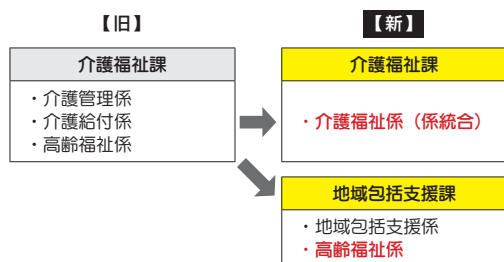 【旧】
介護福祉課
・介護管理係
・介護給付係
・高齢福祉係
【新】
介護福祉課
・介護福祉係（係統合）
地域包括支援課
・地域包括支援係
・高齢福祉係